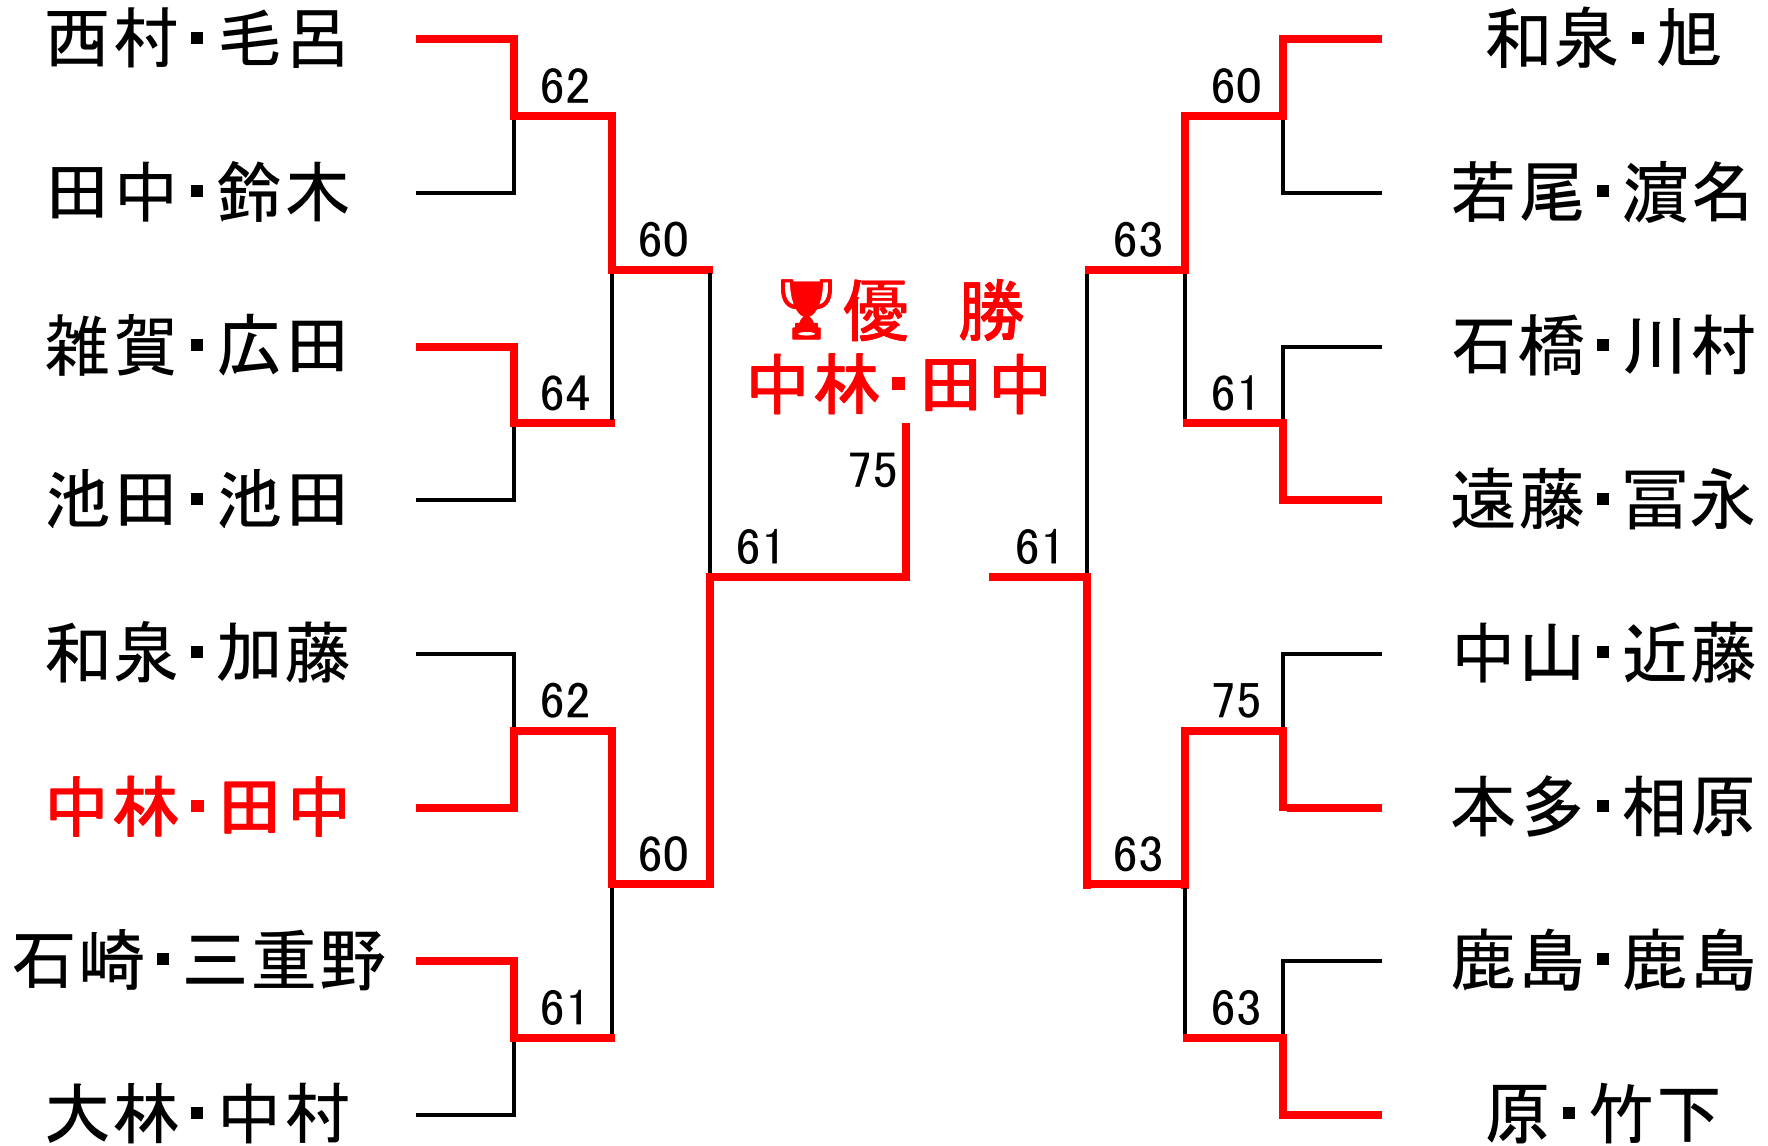 西村・毛呂
62
田中・鈴木
60
雑賀・広田
64
池田・池田
61
和泉・加藤
62
中林・田中
60
石崎・三重野
61
大林・中村
優 勝
中林・田中
75
和泉・旭
60
若尾・濵名
63
石橋・川村
61
遠藤・冨永
61
中山・近藤
75
本多・相原
63
鹿島・鹿島
63
原・竹下